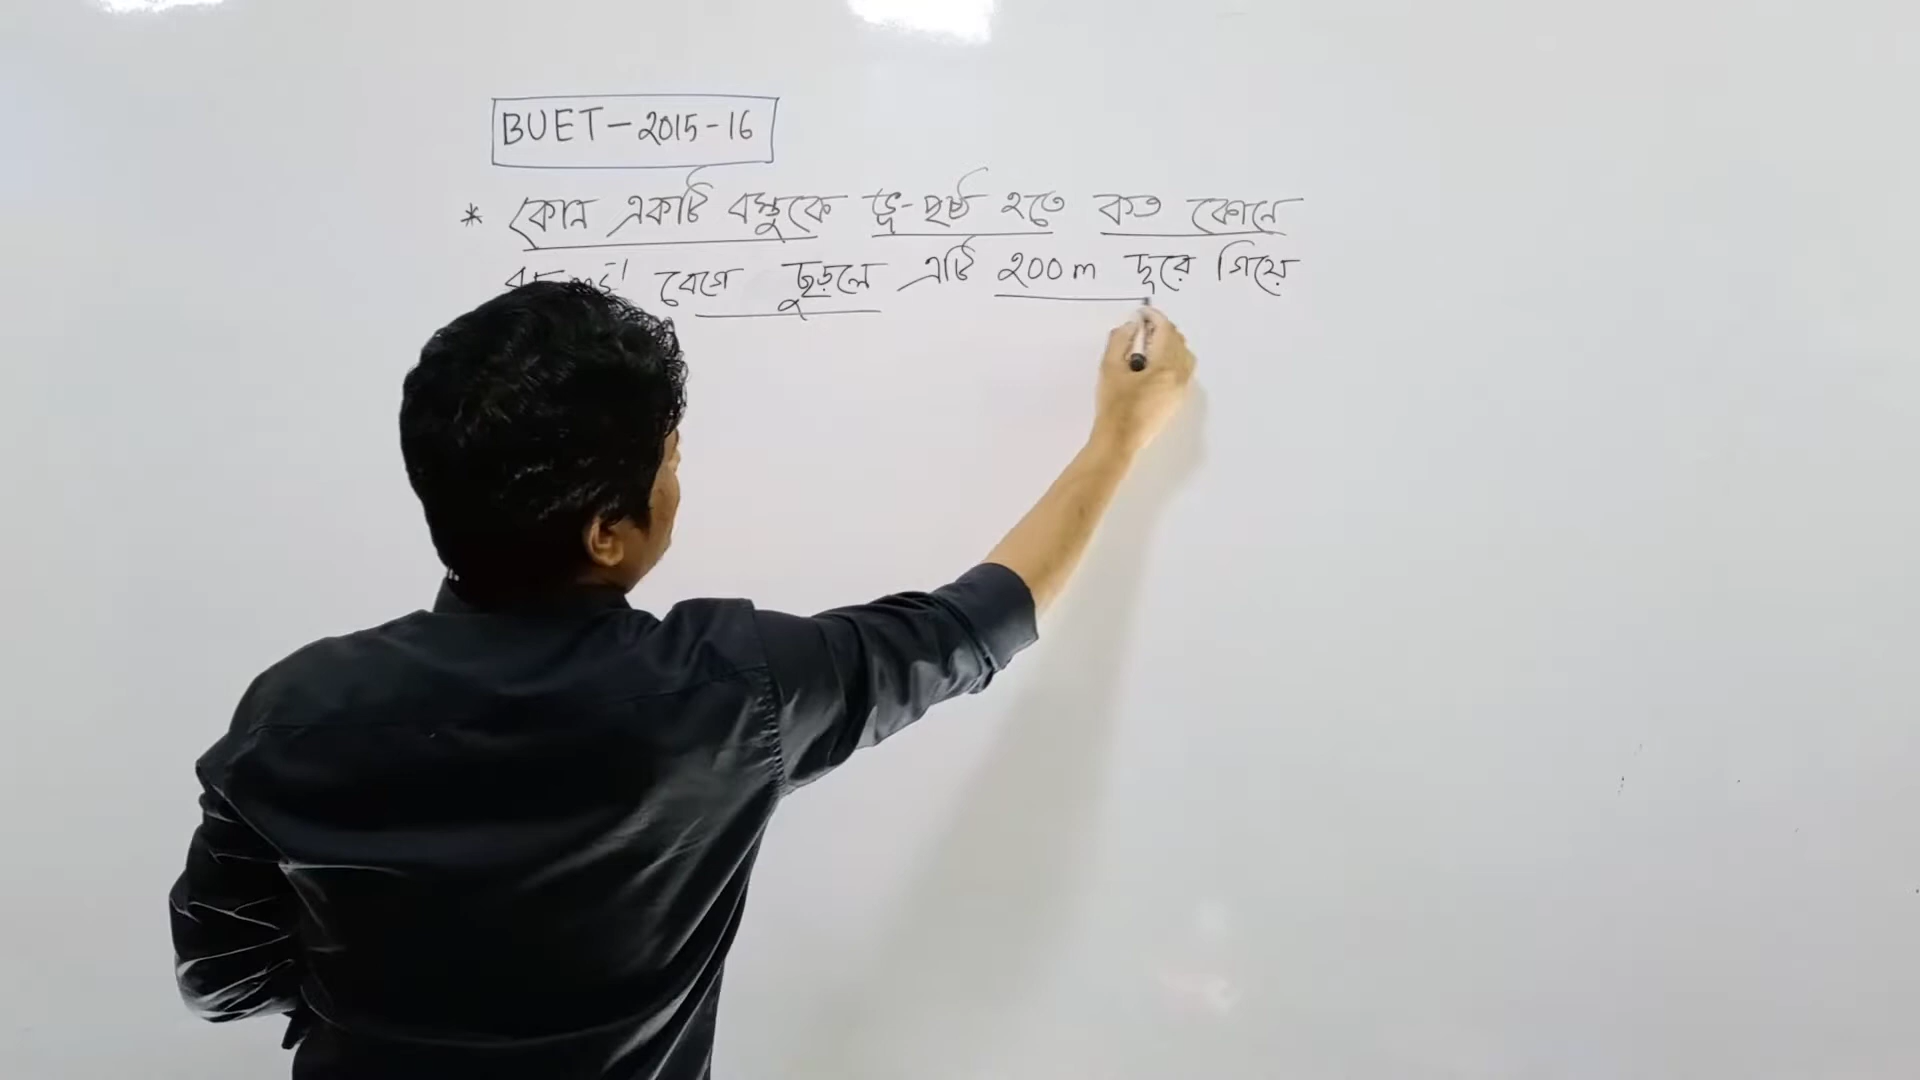 BUET-2015-16
* কোন একটি বস্তুকে ভূ-পৃষ্ঠ হতে কত কোনে
বেগে ছুড়লে এটি 200m দূরে গিয়ে